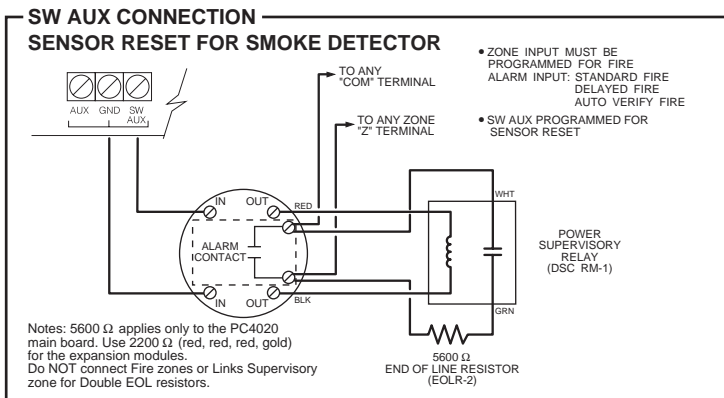 SW AUX CONNECTION
SENSOR RESET FOR SMOKE DETECTOR
• ZONE INPUT MUST BE
PROGRAMMED FOR FIRE
ALARM INPUT: STANDARD FIRE
DELAYED FIRE
AUTO VERIFY FIRE
• SW AUX PROGRAMMED FOR
SENSOR RESET
TO ANY
"COM" TERMINAL
TO ANY ZONE
"Z" TERMINAL
AUX GND SW
AUX
IN OUT RED
ALARM
CONTACT
IN OUT BLK
WHT
POWER
SUPERVISORY
RELAY
(DSC RM-1)
GRN
5600 Ω
END OF LINE RESISTOR
(EOLR-2)
Notes: 5600 Ω applies only to the PC4020
main board. Use 2200 Ω (red, red, red, gold)
for the expansion modules.
Do NOT connect Fire zones or Links Supervisory
zone for Double EOL resistors.